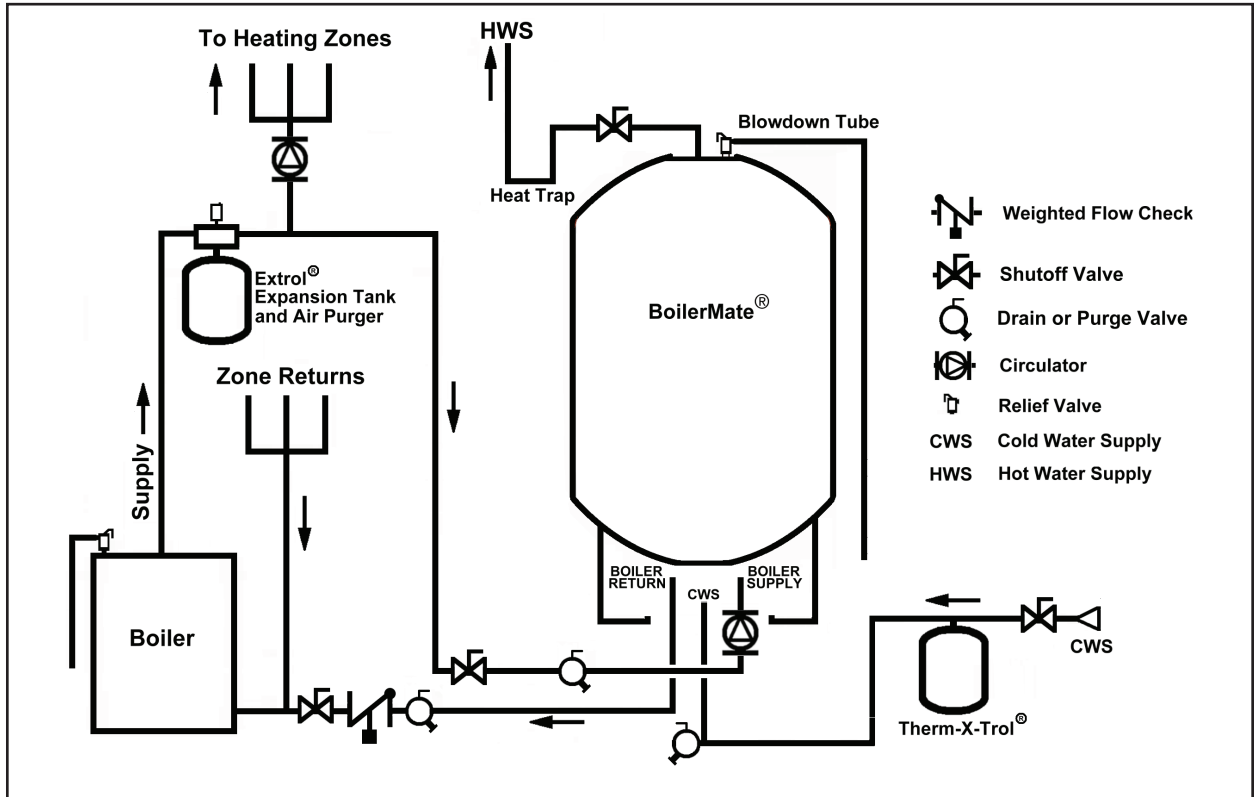 To Heating Zones
HWS
Blowdown Tube
Heat Trap
Weighted Flow Check
Shutoff Valve
Drain or Purge Valve
Circulator
Relief Valve
CWS Cold Water Supply
HWS Hot Water Supply
Extrol®
Expansion Tank
and Air Purger
BoilerMate®
Zone Returns
Supply
Boiler
BOILER
RETURN
CWS
BOILER
SUPPLY
CWS
Therm-X-Trol®